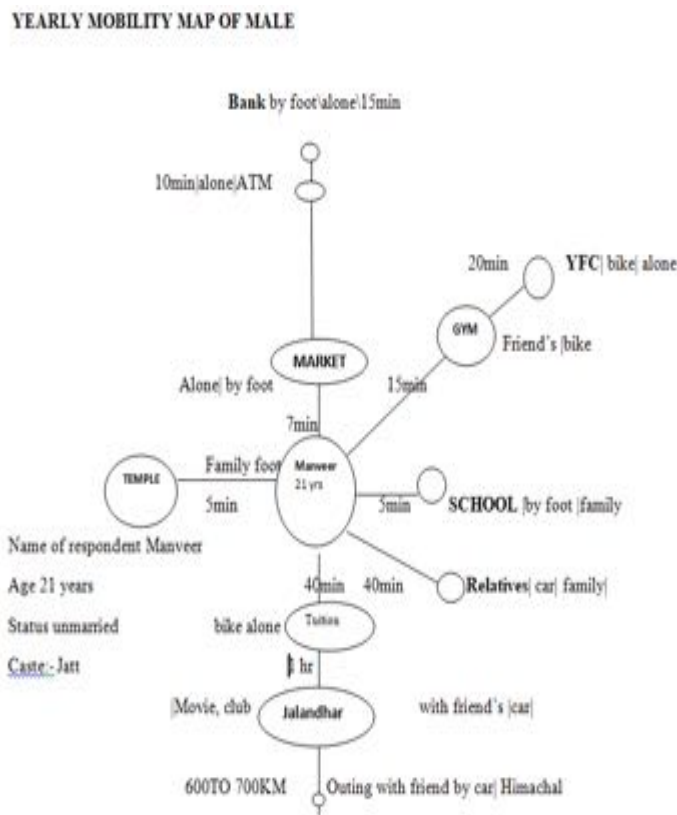 YEARLY MOBILITY MAP OF MALE
Bank by foot\alone\15min
10min|alone|ATM
20min
YFC| bike| alone
GYM
Friend´s |bike
MARKET
Alone| by foot
15min
7min
Family foot
Manveer
21 yrs
TEMPLE
5min
5min
SCHOOL |by foot |family
Name of respondent Manveer
Age 21 years
40min
40min
Relatives| car| family|
Status unmarried
bike alone
Tuition
Caste:- Jatt
hr
|Movie, club
Jalandhar
with friend´s |car|
600TO 700KM
Outing with friend by car| Himachal